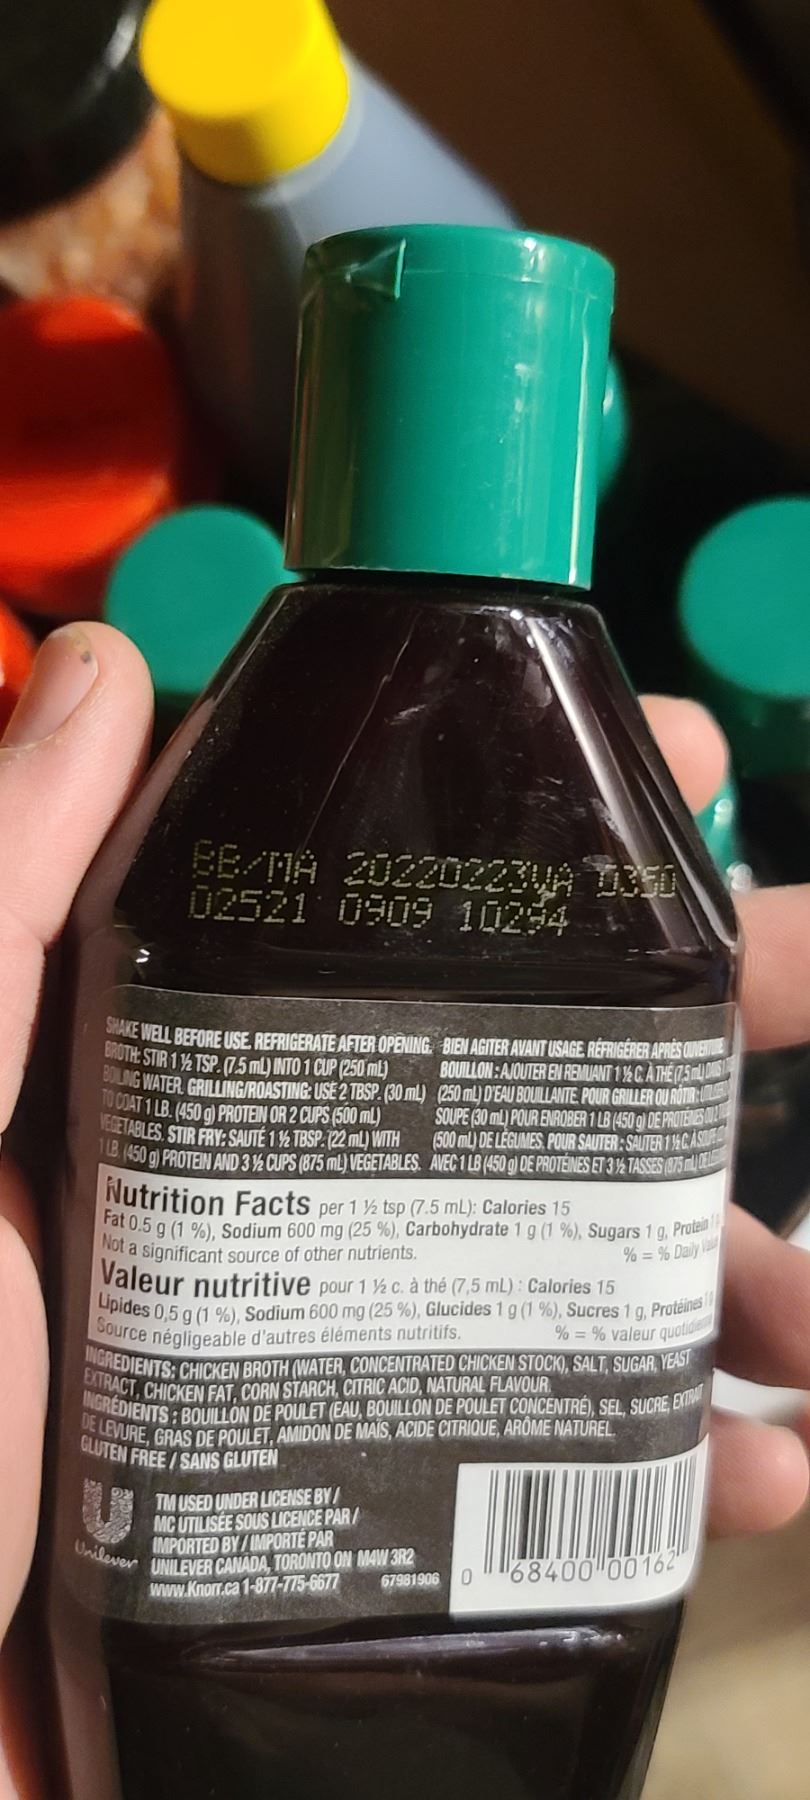 BB/MA 20220223VA 0350
02521 0909 10294
SHAKE WELL BEFORE USE. REFRIGERATE AFTER OPENING.
BROTH: STIR 1 ½ TSP. (7.5 mL) INTO 1 CUP (250 mL)
BOILING WATER. GRILLING/ROASTING: USE 2 TBSP. (30 mL)
TO COAT 1 LB. (450 g) PROTEIN OR 2 CUPS (500 mL)
VEGETABLES. STIR FRY: SAUTÉ 1 ½ TBSP. (22 mL) WITH
1 LB. (450 g) PROTEIN AND 3 ½ CUPS (875 mL) VEGETABLES.
BIEN AGITER AVANT USAGE. RÉFRIGÉRER APRÈS OUVERTURE.
BOUILLON : AJOUTER EN REMUANT 1 ½ C. À THÉ (7,5 mL) DANS 1
(250 mL) D'EAU BOUILLANTE. POUR GRILLER OU RÔTIR :
SOUPE (30 mL) POUR ENROBER 1 LB (450 g) DE PROTÉINES OU
(500 mL) DE LÉGUMES. POUR SAUTER : SAUTER 1 ½ C. À SOUPE
AVEC 1 LB (450 g) DE PROTÉINES ET 3 ½ TASSES (875 mL) DE
Nutrition Facts per 1 ½ tsp (7.5 mL): Calories 15
Fat 0.5 g (1 %), Sodium 600 mg (25 %), Carbohydrate 1 g (1 %), Sugars 1 g, Protein
Not a significant source of other nutrients. % = % Daily Value
Valeur nutritive pour 1 ½ c. à thé (7,5 mL) : Calories 15
Lipides 0,5 g (1 %), Sodium 600 mg (25 %), Glucides 1 g (1 %), Sucres 1 g, Protéines
Source négligeable d'autres éléments nutritifs. % = % valeur quotidienne
INGREDIENTS: CHICKEN BROTH (WATER, CONCENTRATED CHICKEN STOCK), SALT, SUGAR, YEAST
EXTRACT, CHICKEN FAT, CORN STARCH, CITRIC ACID, NATURAL FLAVOUR.
INGRÉDIENTS : BOUILLON DE POULET (EAU, BOUILLON DE POULET CONCENTRÉ), SEL, SUCRE, EXTRAIT
DE LEVURE, GRAS DE POULET, AMIDON DE MAÏS, ACIDE CITRIQUE, ARÔME NATUREL.
GLUTEN FREE / SANS GLUTEN
Unilever
TM USED UNDER LICENSE BY /
MC UTILISÉE SOUS LICENCE PAR /
IMPORTED BY / IMPORTÉ PAR
UNILEVER CANADA, TORONTO ON M4W 3R2
www.Knorr.ca 1-877-775-6677 67981906
0 68400 00162